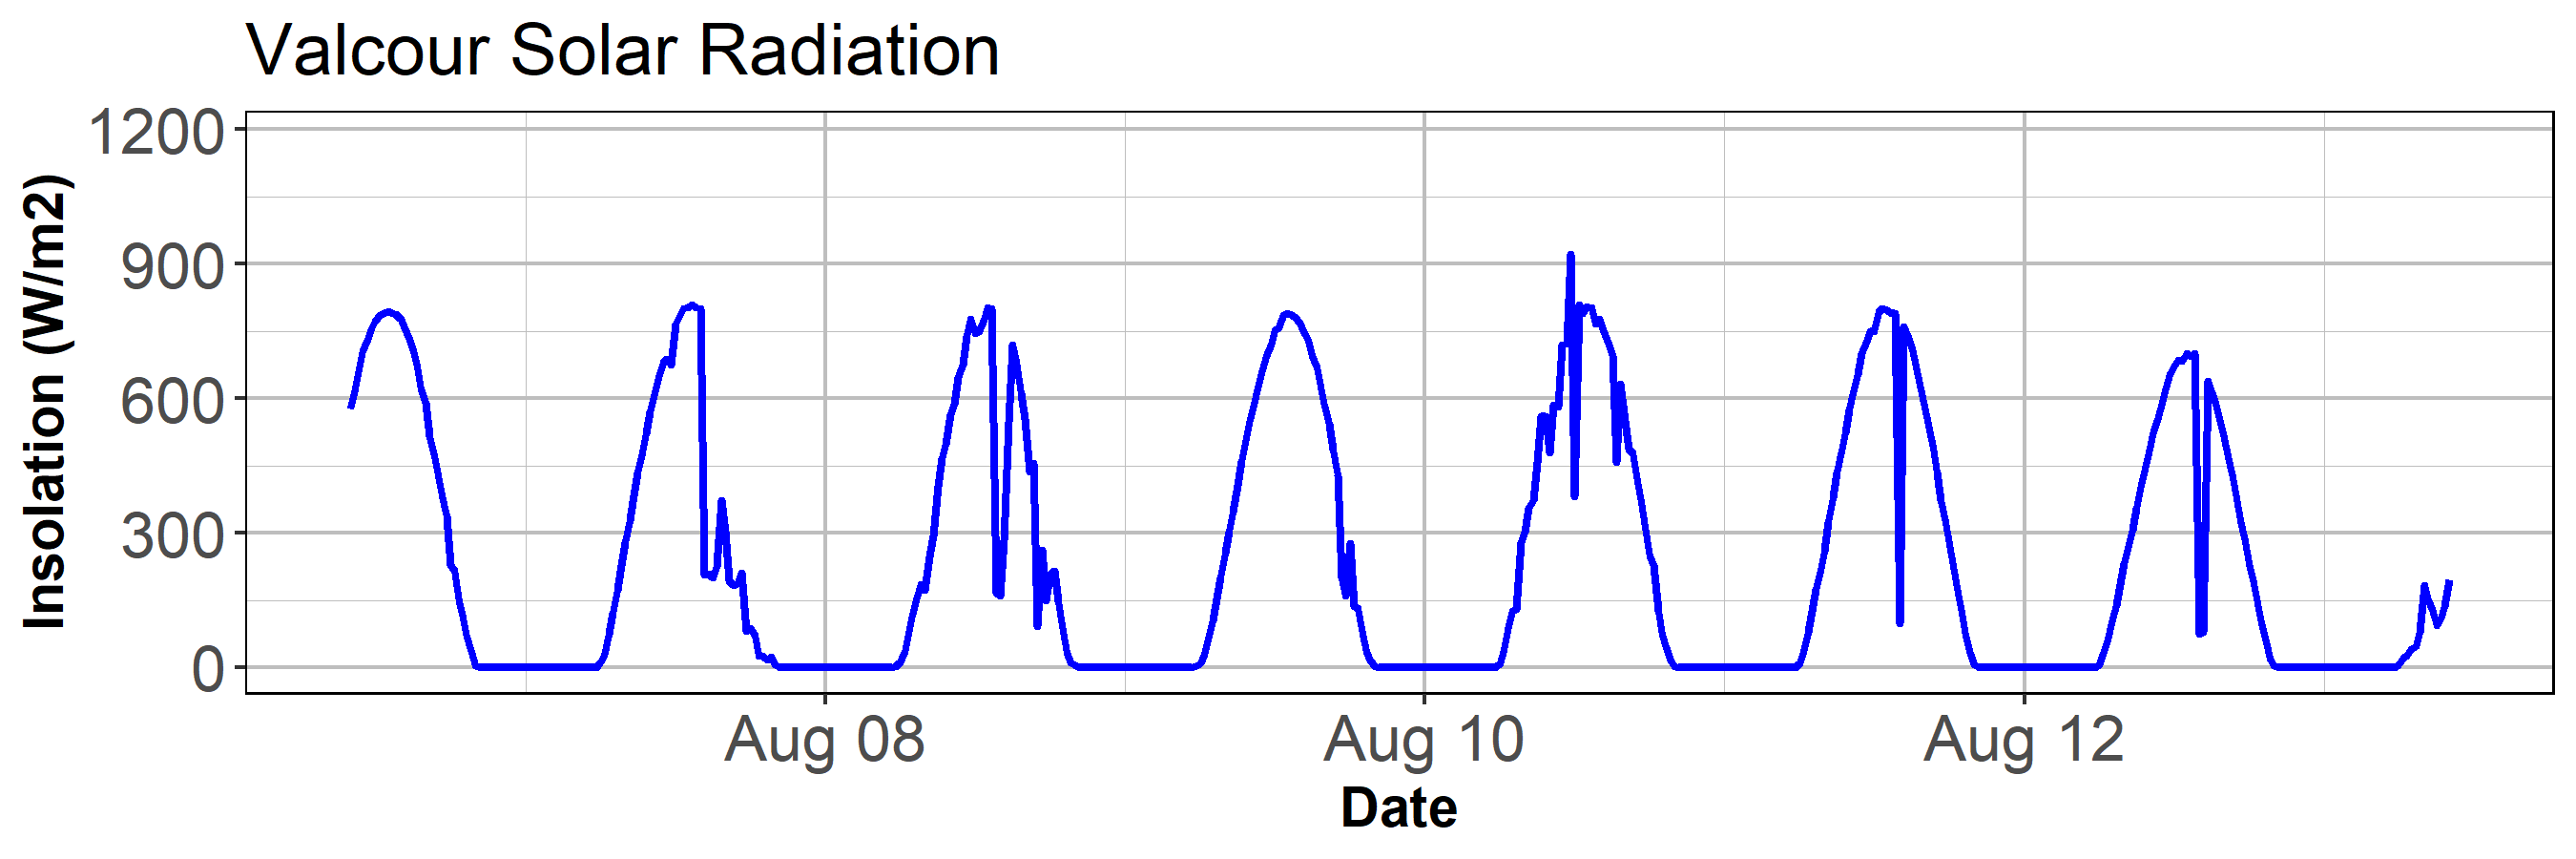 Valcour Solar Radiation
1200
900
600
300
0
Insolation (W/m2)
Aug 08
Aug 10
Aug 12
Date